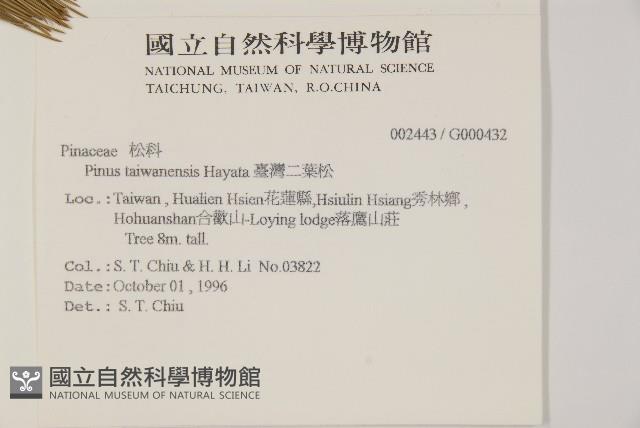 國立自然科學博物館
NATIONAL MUSEUM OF NATURAL SCIENCE
TAICHUNG, TAIWAN, R.O.CHINA
002443 / G000432
Pinaceae 松科
Pinus taiwanensis Hayata 臺灣二葉松
Loc.:Taiwan , Hualien Hsien花蓮縣,Hsiulin Hsiang秀林鄉 ,
Hohuanshan合歡山-Loying lodge落鷹山莊
Tree 8m. tall.
Col.: S. T. Chiu & H. H. Li No.03822
Date:October 01 , 1996
Det.: S. T. Chiu
國立自然科學博物館
NATIONAL MUSEUM OF NATURAL SCIENCE